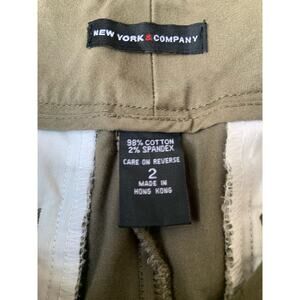 NEW YORK & COMPANY
98% COTTON
2% SPANDEX
CARE ON REVERSE
2
MADE IN
HONG KONG